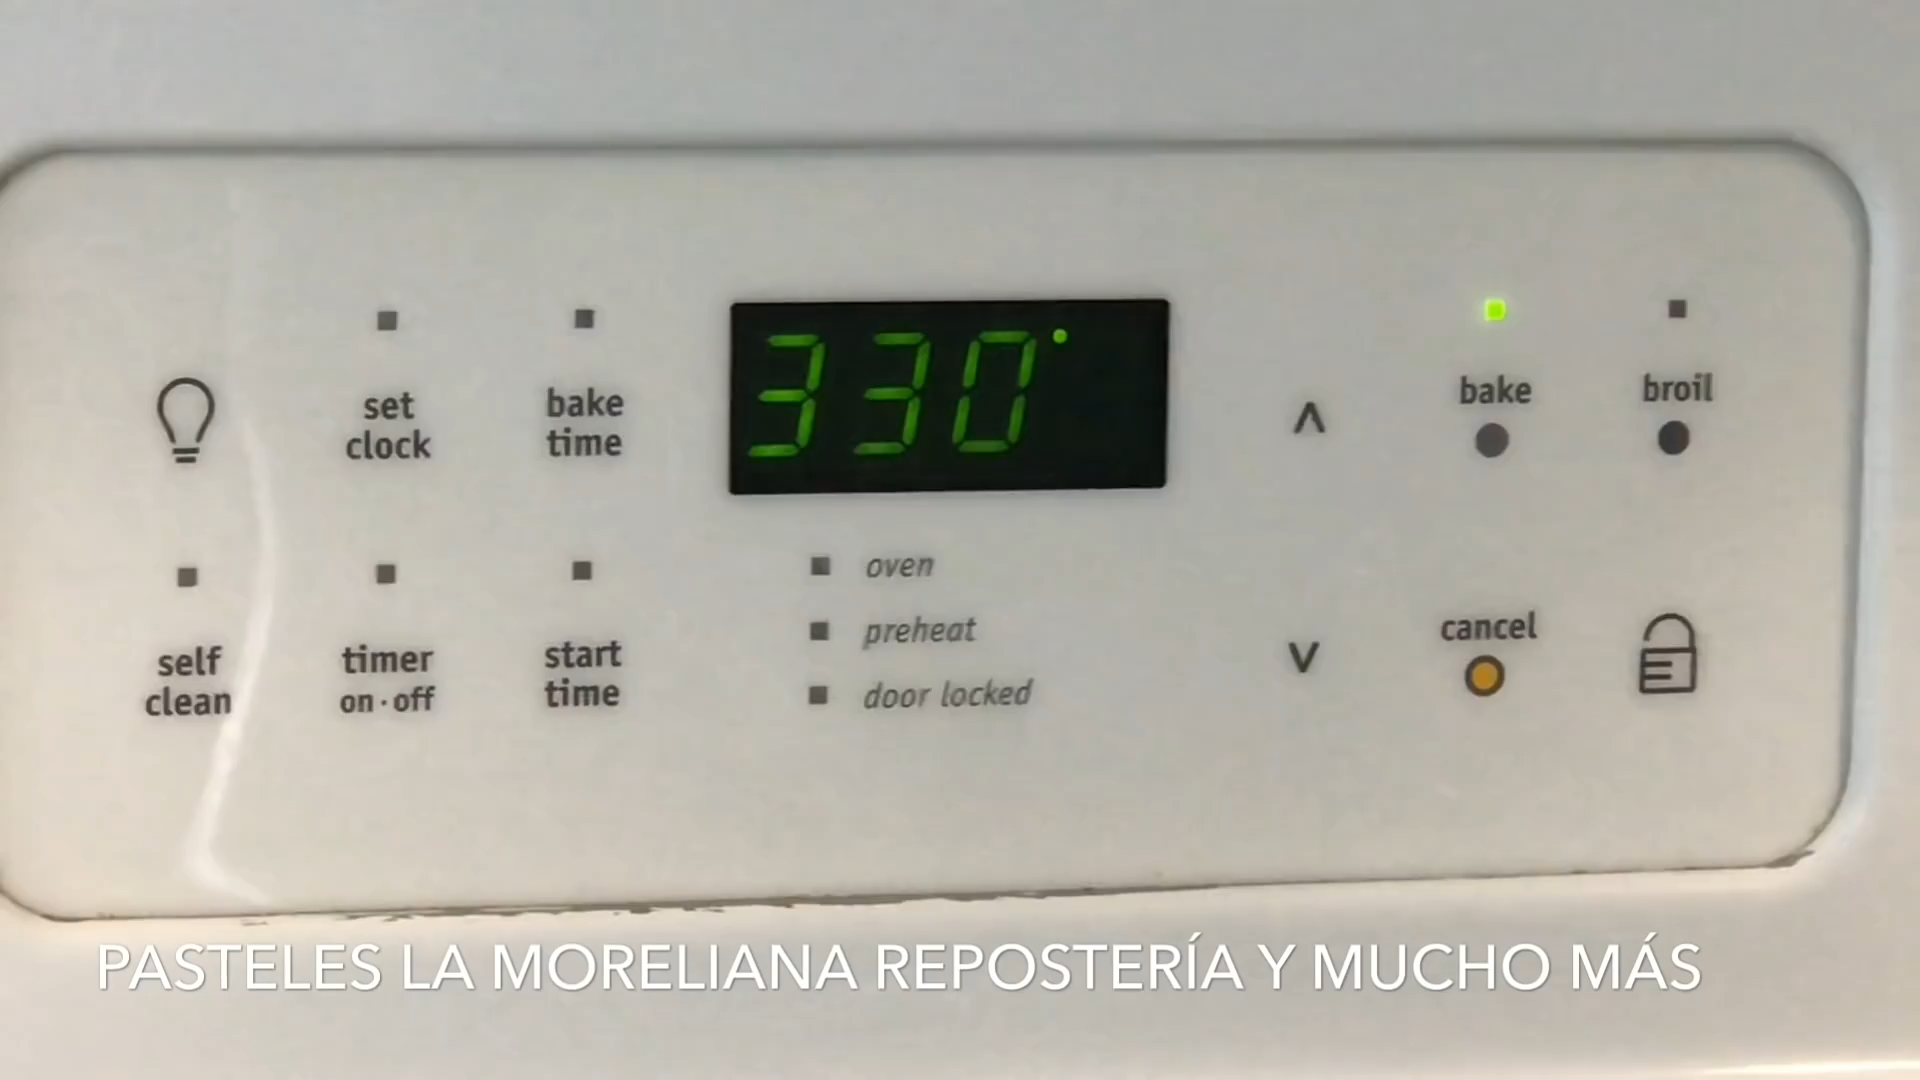 set
clock
bake
time
330°
bake
broil
self
clean
timer
on·off
start
time
oven
preheat
door locked
cancel
PASTELES LA MORELIANA REPOSTERÍA Y MUCHO MÁS